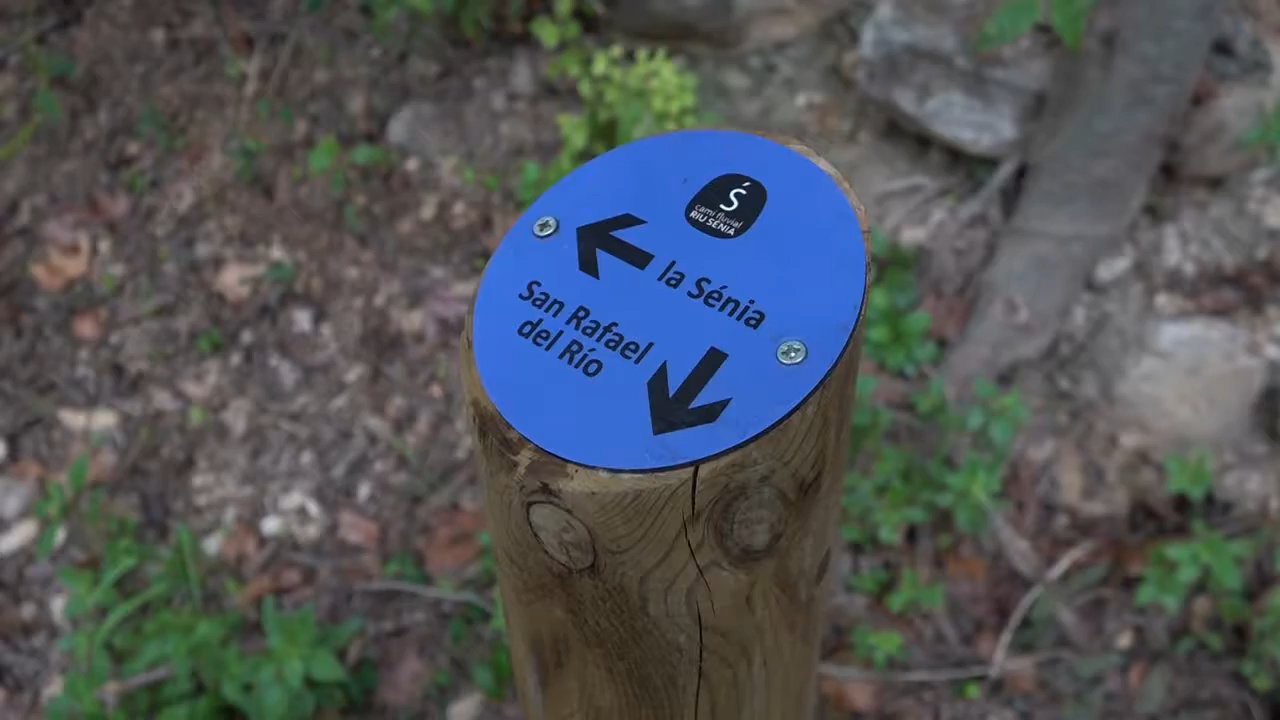 Ś
camí fluvial
RIU SÉNIA
la Sénia
San Rafael
del Río